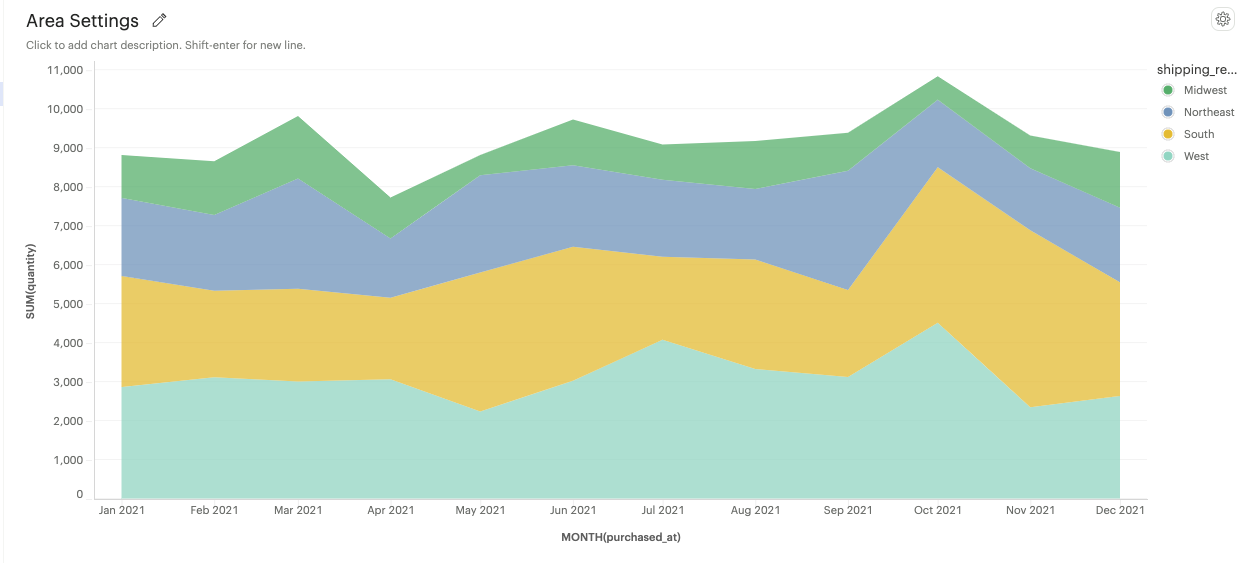 Area Settings
Click to add chart description. Shift-enter for new line.
shipping_re...
Midwest
Northeast
South
West
SUM(quantity)
11,000
10,000
9,000
8,000
7,000
6,000
5,000
4,000
3,000
2,000
1,000
0
Jan 2021 Feb 2021 Mar 2021 Apr 2021 May 2021 Jun 2021 Jul 2021 Aug 2021 Sep 2021 Oct 2021 Nov 2021 Dec 2021
MONTH(purchased_at)